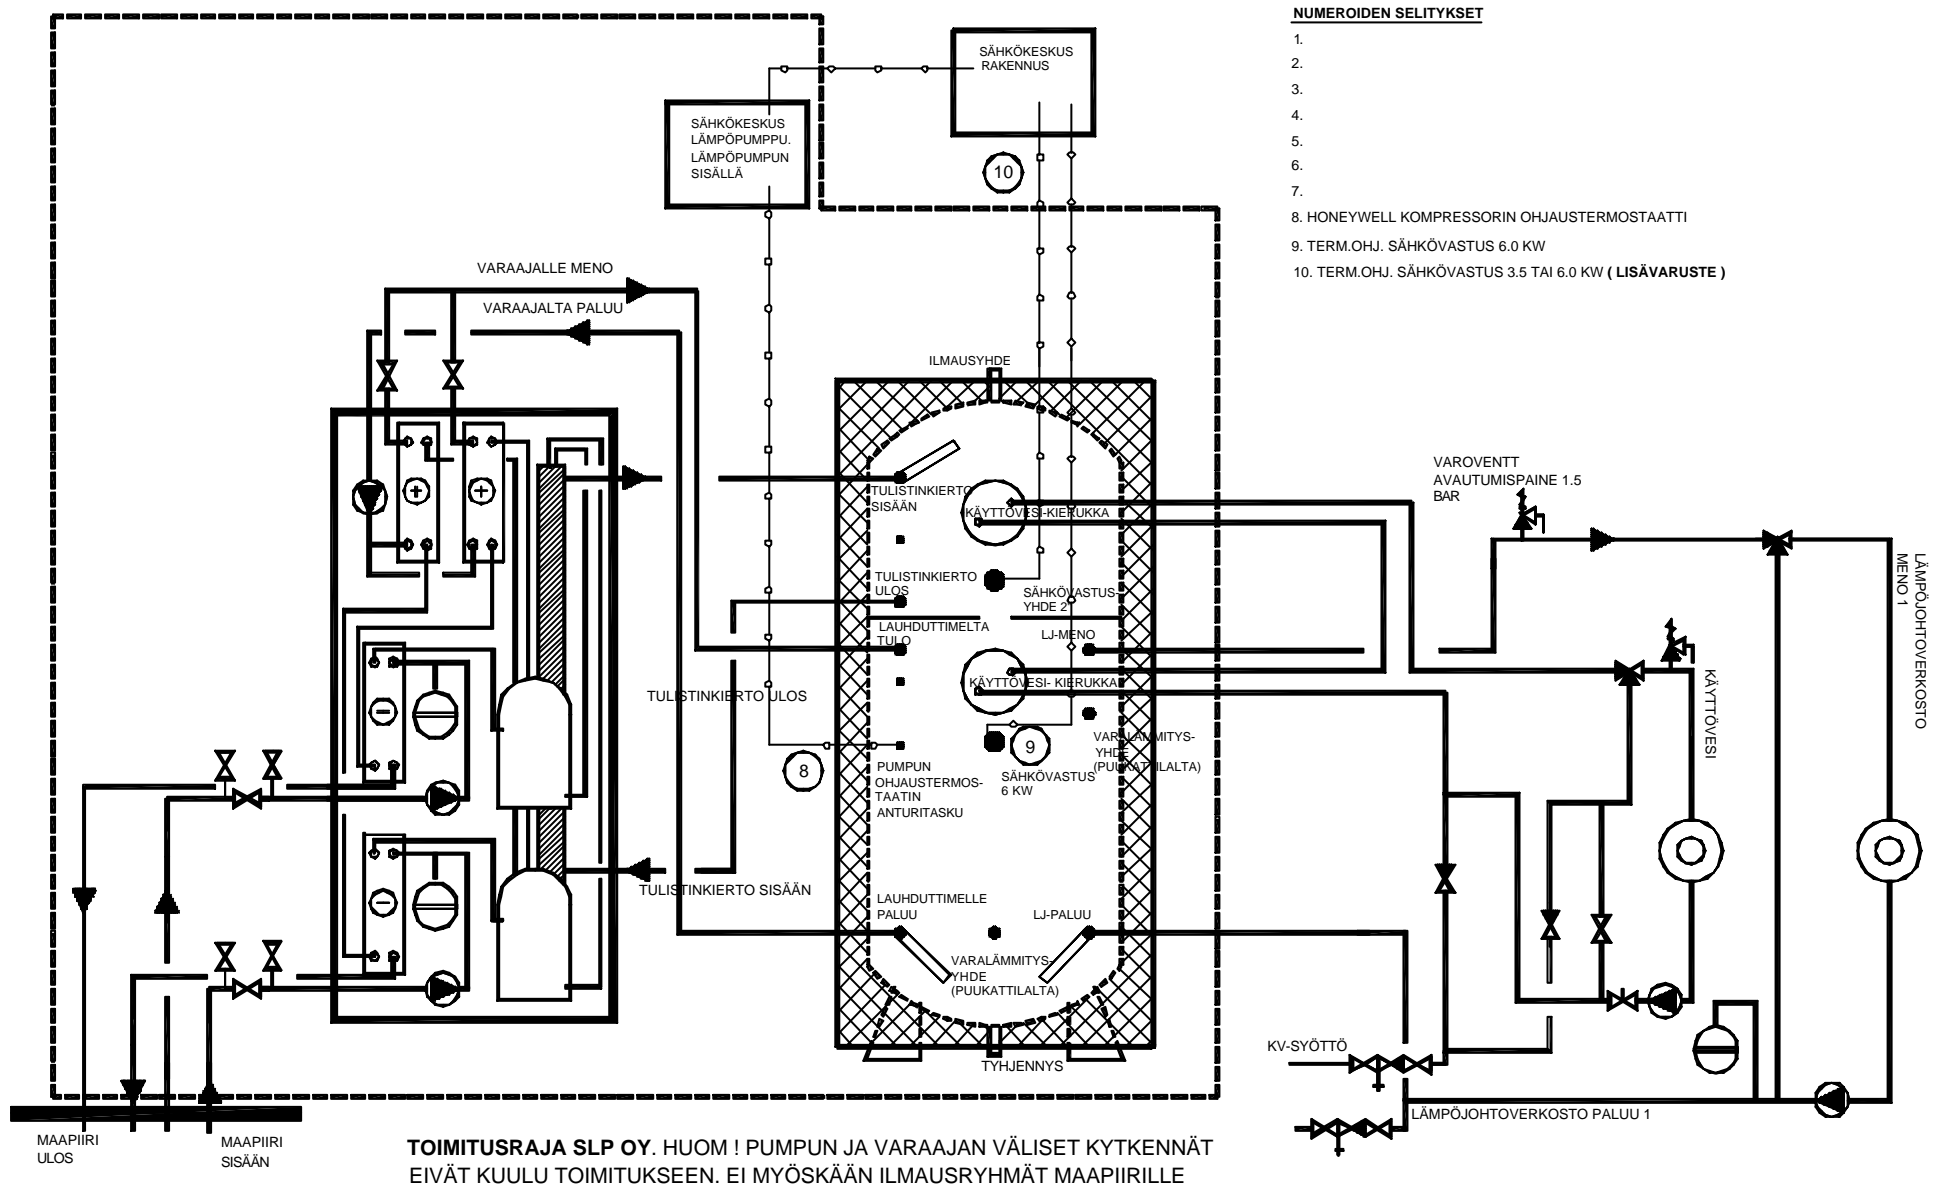 NUMEROIDEN SELITYKSET
1.
2.
3.
4.
5.
6.
7.
8. HONEYWELL KOMPRESSORIN OHJAUSTERMOSTAATTI
9. TERM.OHJ. SÄHKÖVASTUS 6.0 KW
10. TERM.OHJ. SÄHKÖVASTUS 3.5 TAI 6.0 KW ( LISÄVARUSTE )
SÄHKÖKESKUS
RAKENNUS
SÄHKÖKESKUS
LÄMPÖPUMPPU.
LÄMPÖPUMPUN
SISÄLLÄ
10
VARAAJALLE MENO
VARAAJALTA PALUU
ILMAUSYHDE
TULISTINKIERTO
SISÄÄN
KÄYTTÖVESI-KIERUKKA
TULISTINKIERTO
ULOS
SÄHKÖVASTUS-
YHDE 2
LAUHDUTTIMELTA
TULO
LJ-MENO
KÄYTTÖVESI- KIERUKKA
TULISTINKIERTO ULOS
8
9
VARALÄMMITYS-
YHDE
(PUUKATTILALTA)
SÄHKÖVASTUS
6 KW
PUMPUN
OHJAUSTERMOS-
TAATIN
ANTURITASKU
TULISTINKIERTO SISÄÄN
LAUHDUTTIMELLE
PALUU
LJ-PALUU
VARALÄMMITYS-
YHDE
(PUUKATTILALTA)
TYHJENNYS
VAROVENTT
AVAUTUMISPAINE 1.5
BAR
LÄMPÖJOHTOVERKOSTO
MENO 1
KÄYTTÖVESI
KV-SYÖTTÖ
LÄMPÖJOHTOVERKOSTO PALUU 1
MAAPIIRI
ULOS
MAAPIIRI
SISÄÄN
TOIMITUSRAJA SLP OY. HUOM ! PUMPUN JA VARAAJAN VÄLISET KYTKENNÄT
EIVÄT KUULU TOIMITUKSEEN. EI MYÖSKÄÄN ILMAUSRYHMÄT MAAPIIRILLE